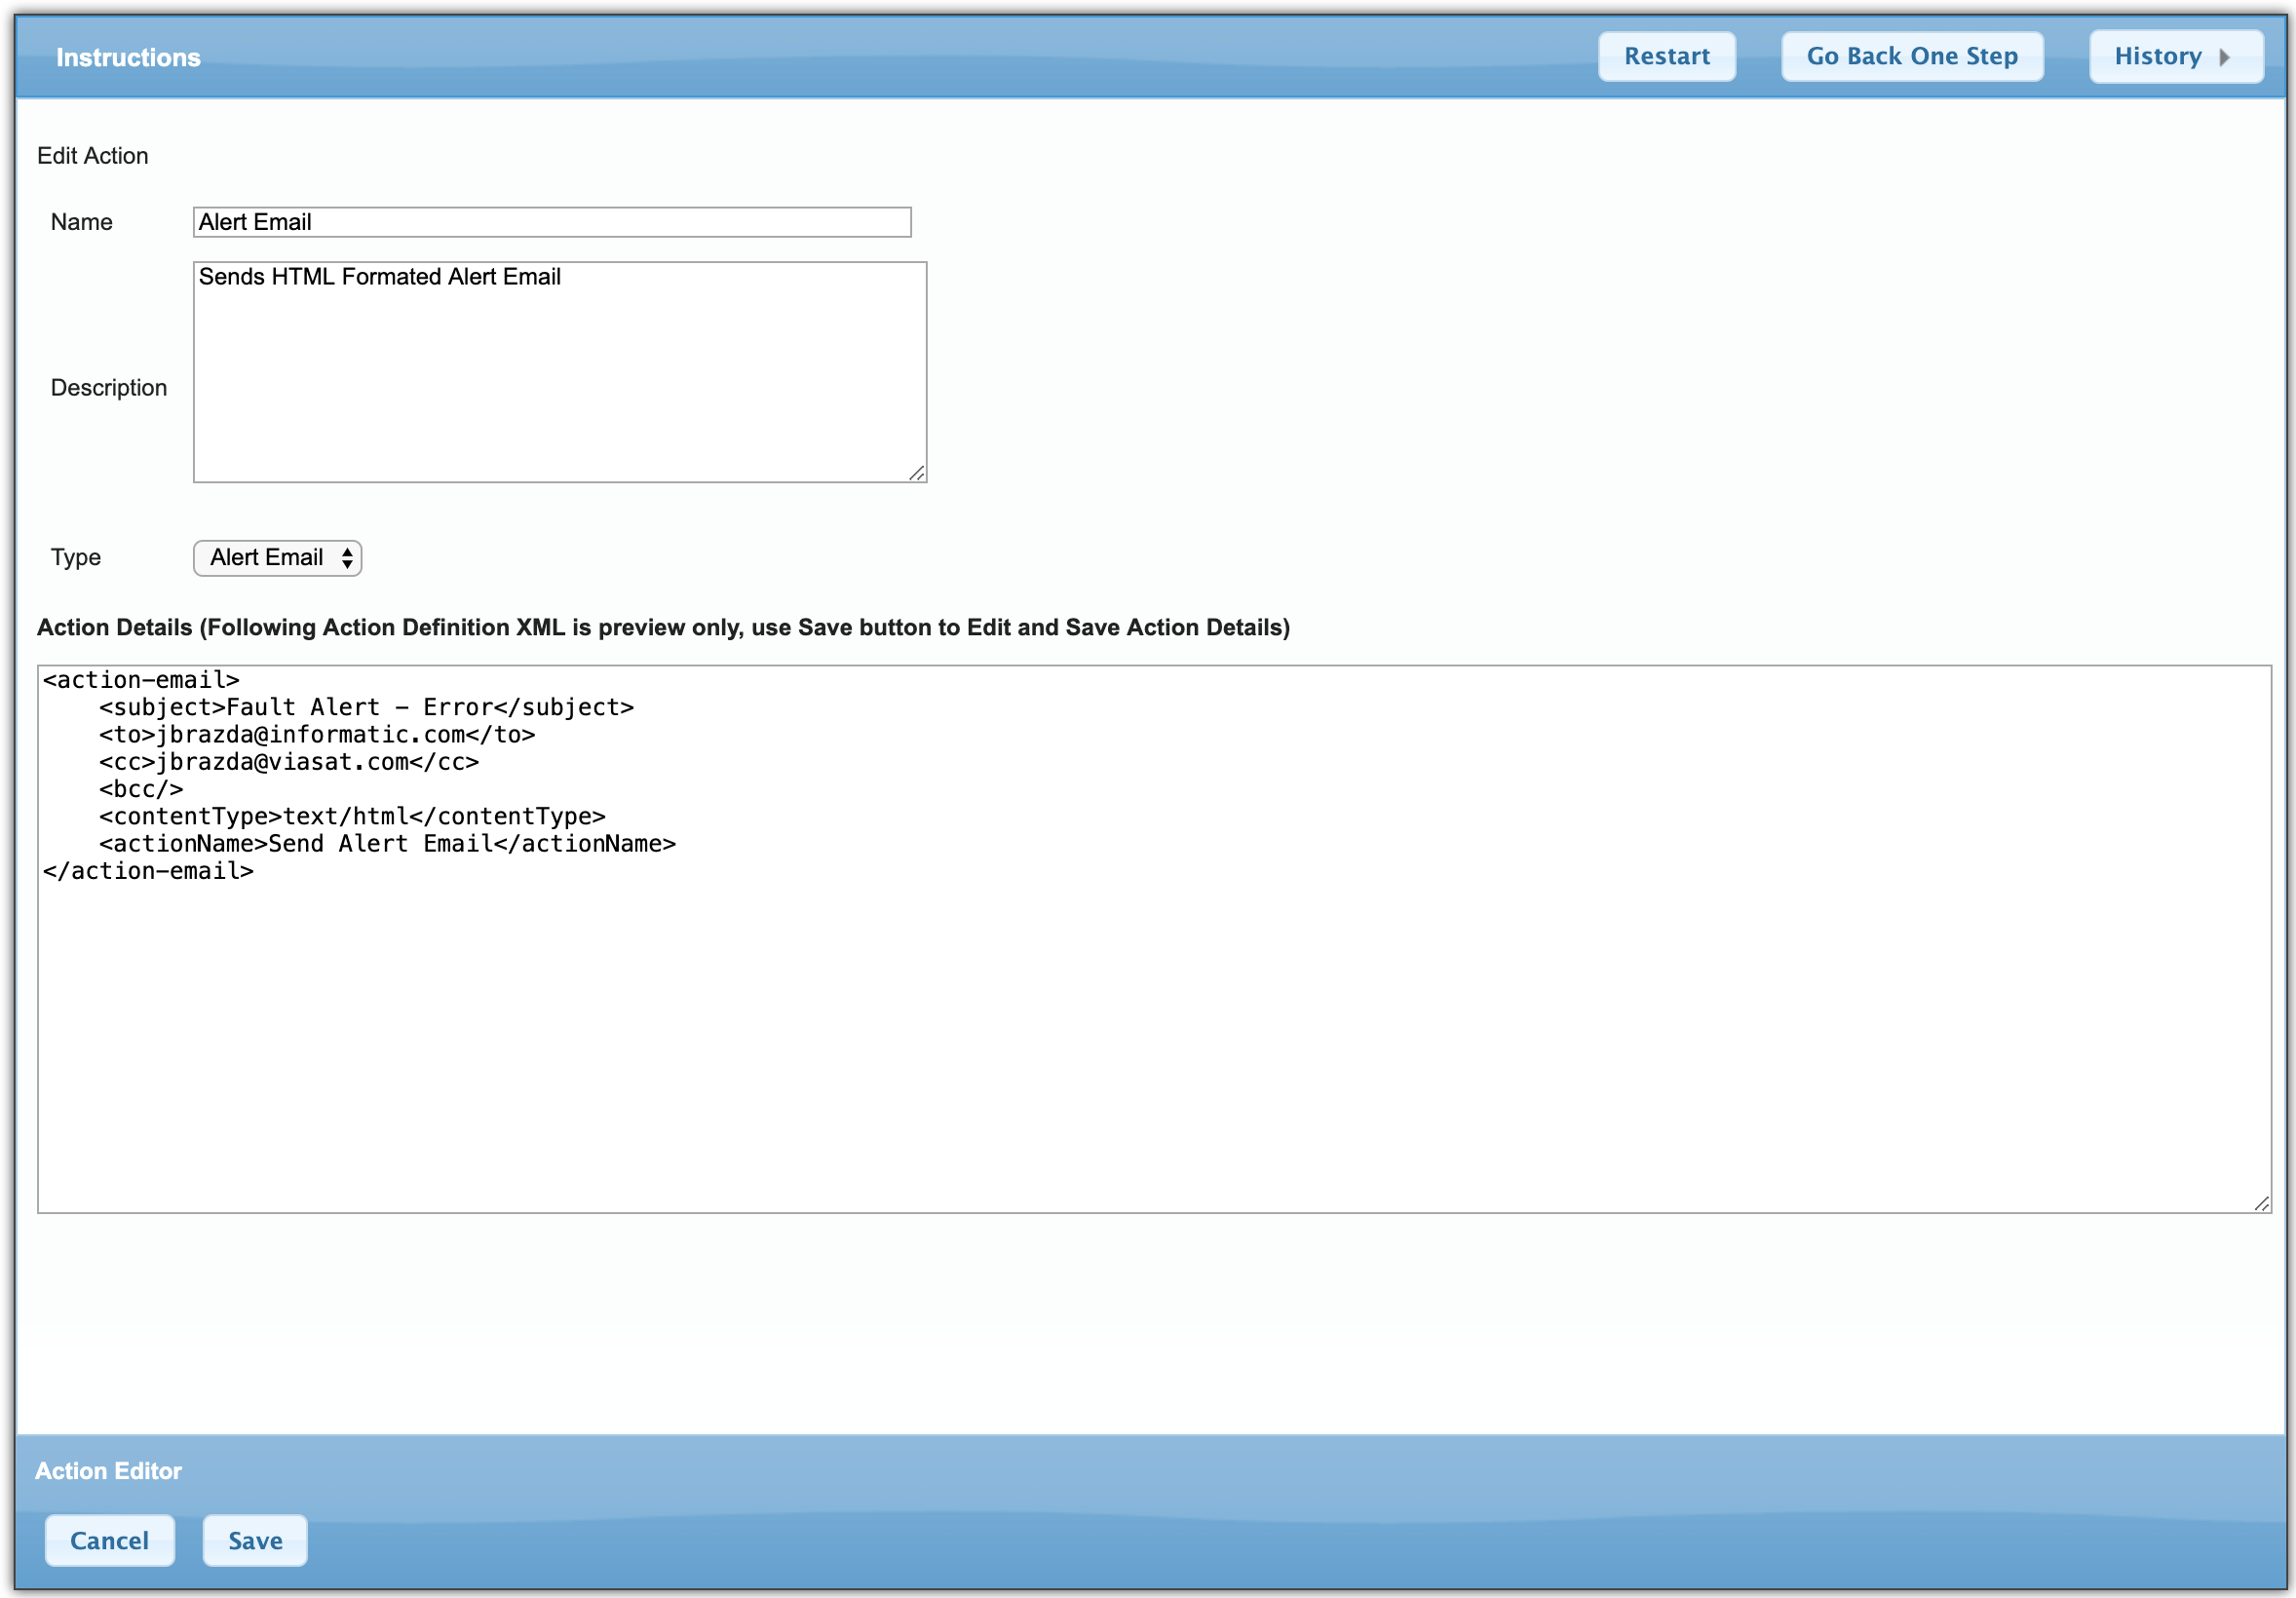 Instructions
Restart
Go Back One Step
History
Edit Action
Name
Alert Email
Description
Sends HTML Formated Alert Email
Type
Alert Email
Action Details (Following Action Definition XML is preview only, use Save button to Edit and Save Action Details)
<action-email>
    <subject>Fault Alert - Error</subject>
    <to>jbrazda@informatic.com</to>
    <cc>jbrazda@viasat.com</cc>
    <bcc/>
    <contentType>text/html</contentType>
    <actionName>Send Alert Email</actionName>
</action-email>
Action Editor
Cancel
Save